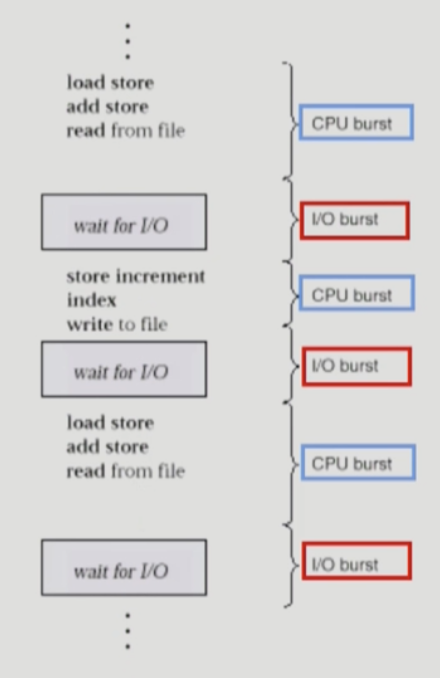 load store
add store
read from file
CPU burst
wait for I/O
I/O burst
store increment
index
write to file
CPU burst
wait for I/O
I/O burst
load store
add store
read from file
CPU burst
wait for I/O
I/O burst